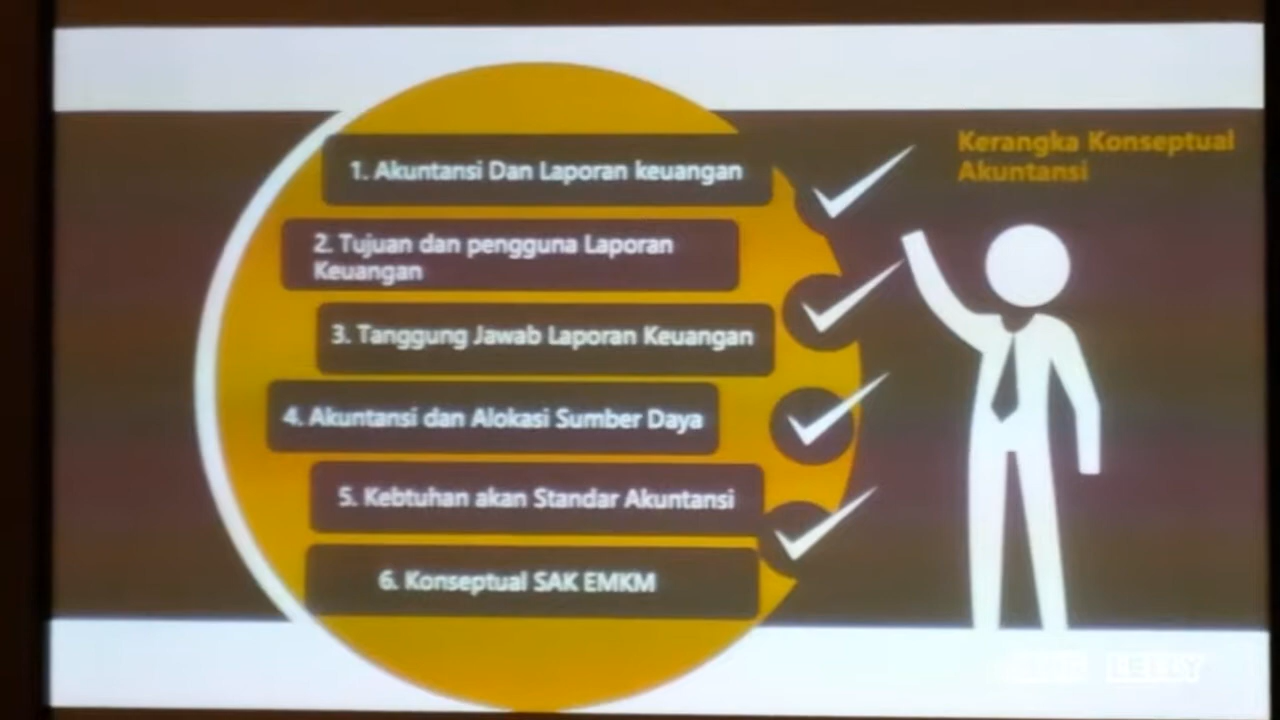 Kerangka Konseptual
Akuntansi
1. Akuntansi Dan Laporan keuangan
2. Tujuan dan pengguna Laporan
Keuangan
3. Tanggung Jawab Laporan Keuangan
4. Akuntansi dan Alokasi Sumber Daya
5. Kebtuhan akan Standar Akuntansi
6. Konseptual SAK EMKM